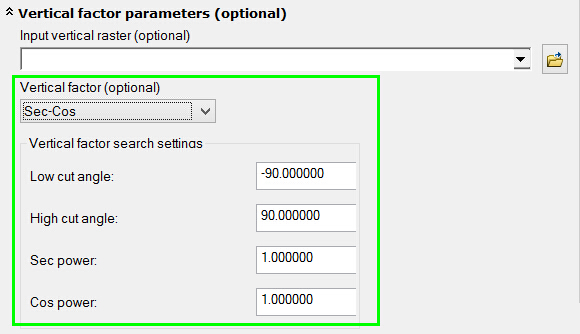 Vertical factor parameters (optional)
Input vertical raster (optional)
Vertical factor (optional)
Sec-Cos
Vertical factor search settings
Low cut angle: -90.000000
High cut angle: 90.000000
Sec power: 1.000000
Cos power: 1.000000